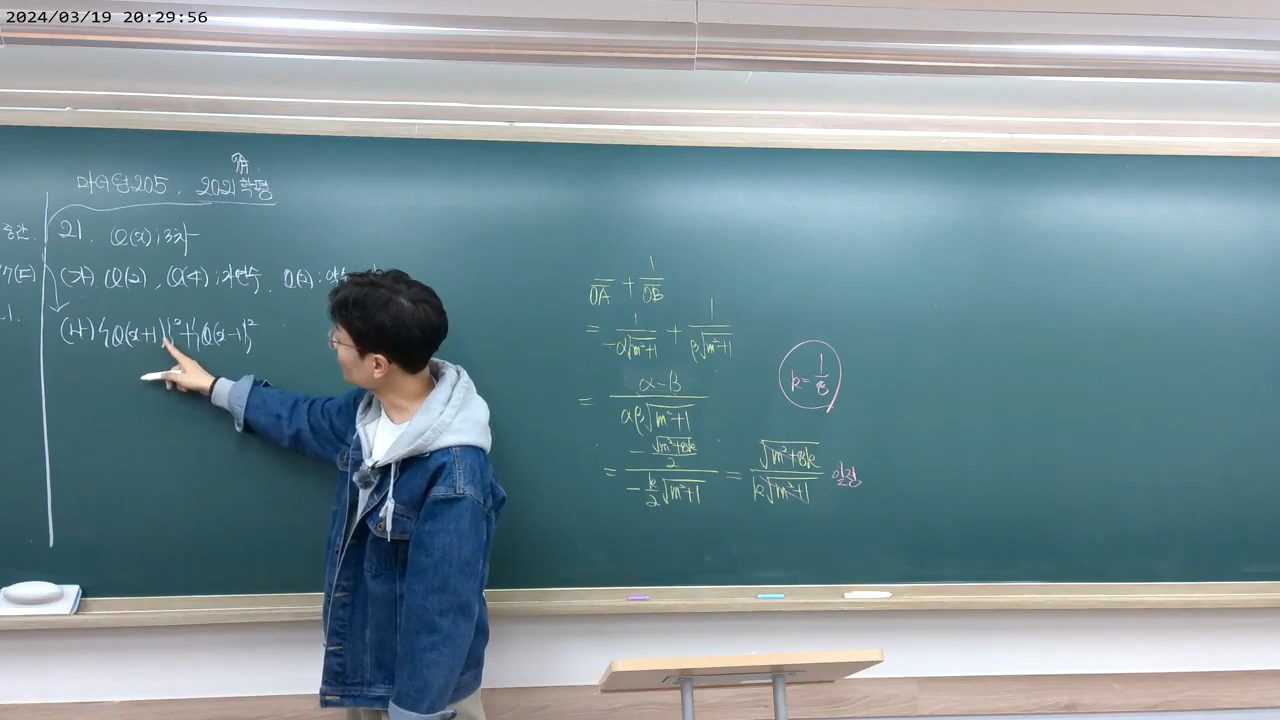 2024/03/19 20:29:56
마더텅205. 2021 학평
중간.
21. Q(x); 3차
(가) Q(2), Q(4); 자연수.
(나) {Q(x+1)}²+{Q(x-1)}²
1/OA + 1/OB
= 1/(-α√(m²+1)) + 1/(β√(m²+1))
= (α-β)/(αβ√(m²+1))
k=1/8
= (-√(m²+8k)/2)/(-k/2 √(m²+1)) = √(m²+8k)/(k√(m²+1)) 일정